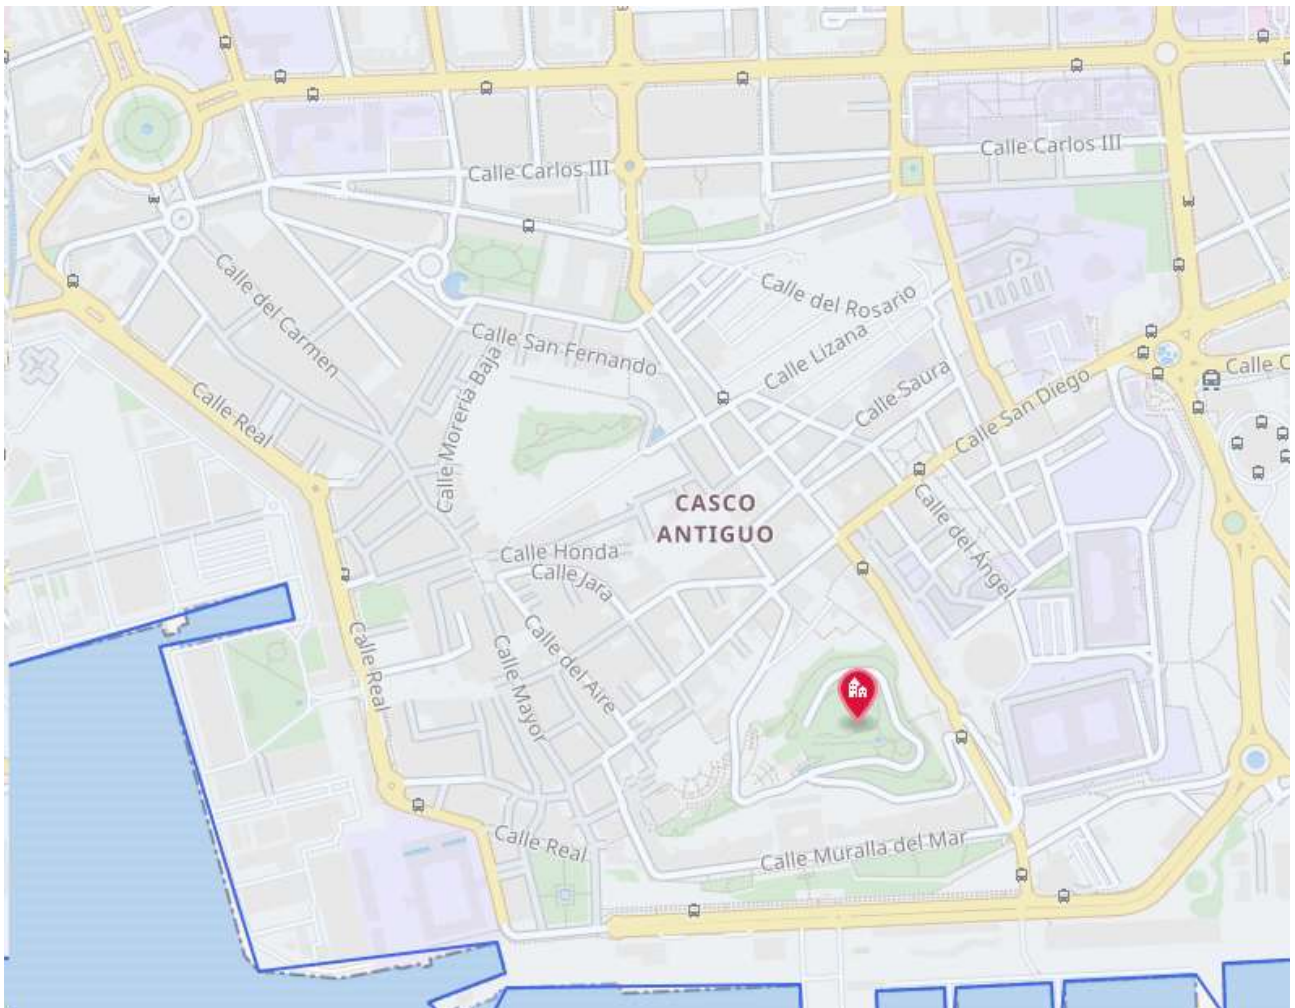 Calle Carlos III
Calle Carlos III
Calle del Carmen
Calle del Rosario
Calle San Fernando
Calle Lizana
Calle Morería Baja
Calle Saura
Calle San Diego
Calle C
Calle Real
CASCO
ANTIGUO
Calle del Ángel
Calle Honda
Calle Jara
Calle Real
Calle Mayor
Calle del Aire
Calle Real
Calle Muralla del Mar